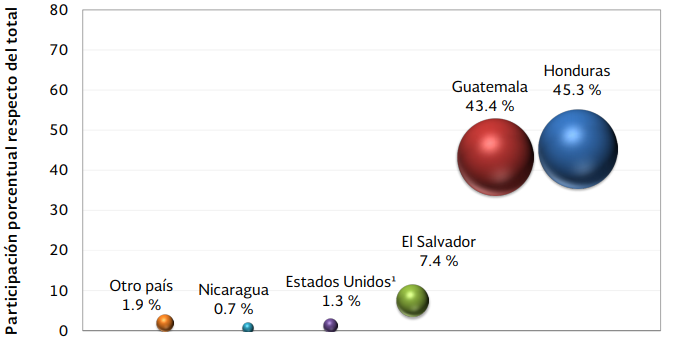 Participación porcentual respecto del total
80
70
60
50
40
30
20
10
0
Otro país
1.9 %
Nicaragua
0.7 %
Estados Unidos¹
1.3 %
El Salvador
7.4 %
Guatemala
43.4 %
Honduras
45.3 %